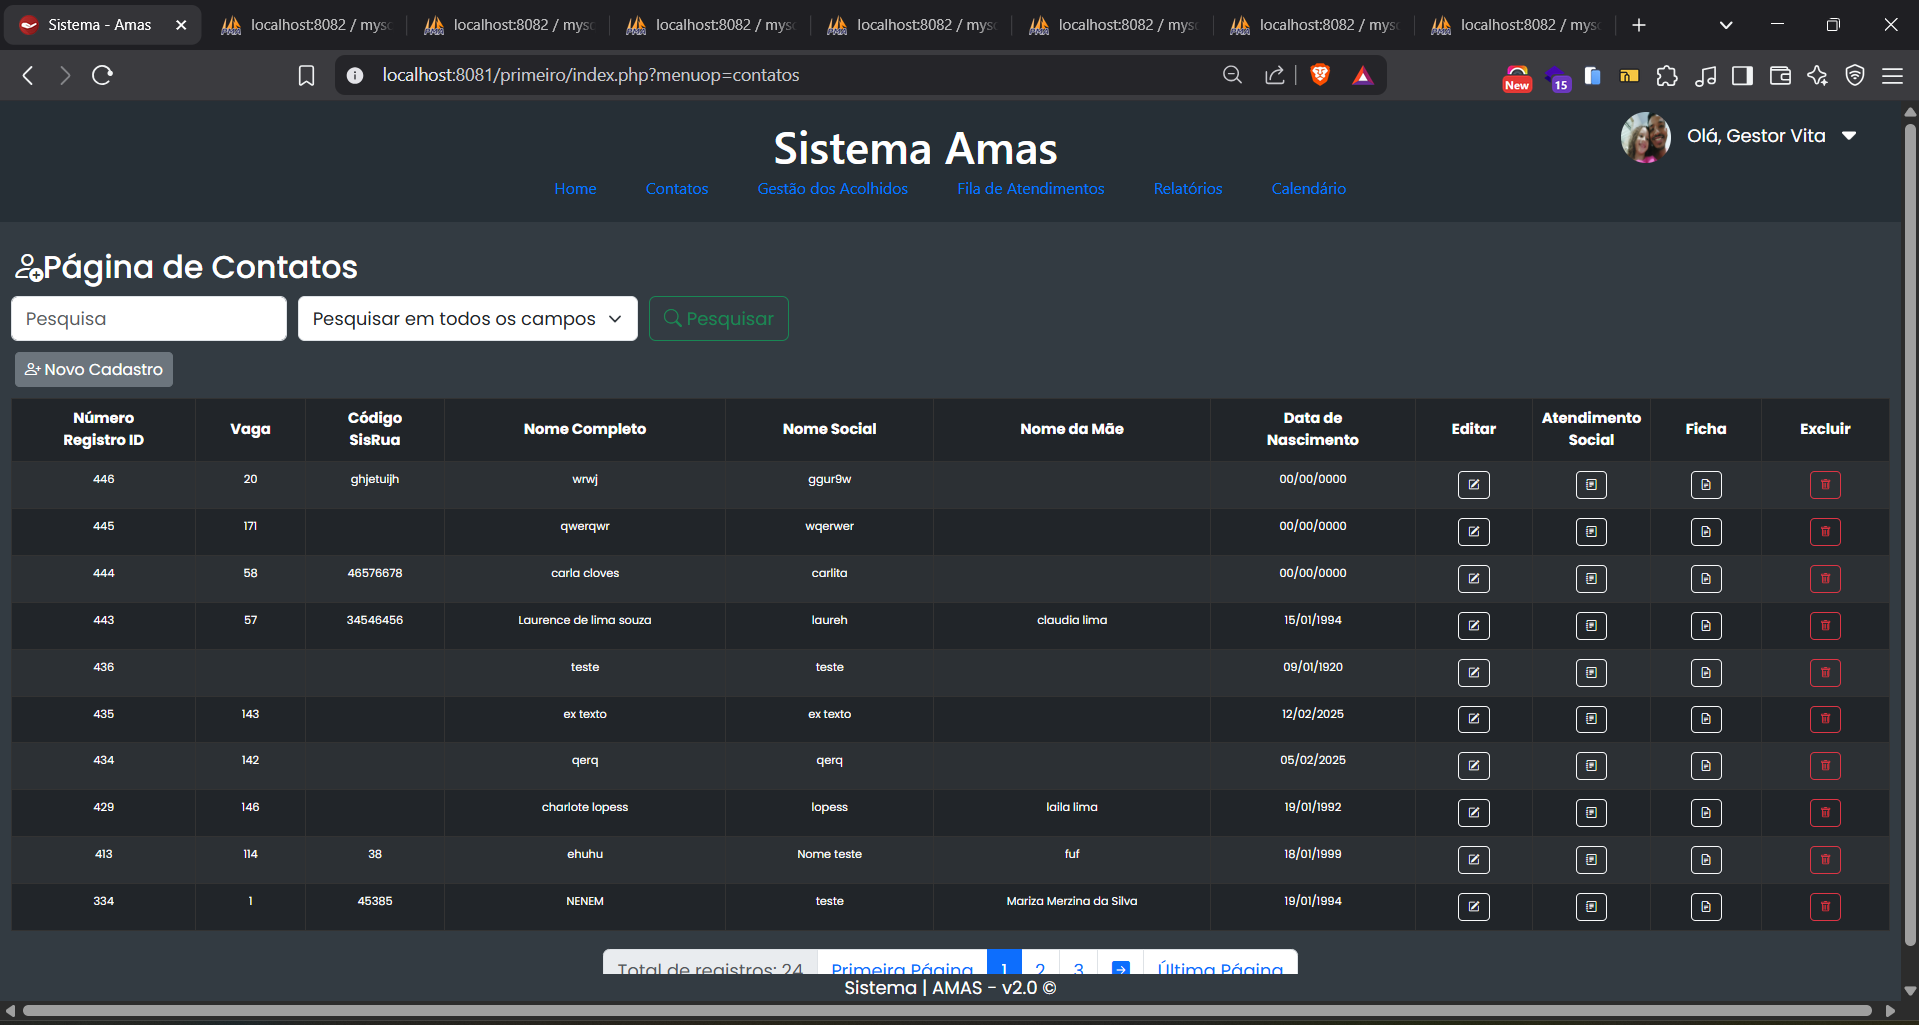 Sistema - Amas
localhost:8082 / mysc
localhost:8082 / mysc
localhost:8082 / mysc
localhost:8082 / mysc
localhost:8082 / mysc
localhost:8082 / mysc
localhost:8082 / mysc
localhost:8081/primeiro/index.php?menuop=contatos
New
15
Sistema Amas
Olá, Gestor Vita
Home Contatos Gestão dos Acolhidos Fila de Atendimentos Relatórios Calendário
Página de Contatos
Pesquisa
Pesquisar em todos os campos
Pesquisar
Novo Cadastro
Número Registro ID Vaga Código SisRua Nome Completo Nome Social Nome da Mãe Data de Nascimento Editar Atendimento Social Ficha Excluir
446 20 ghjetuijh wrwj ggur9w 00/00/0000
445 171 qwerqwr wqerwer 00/00/0000
444 58 46576678 carla cloves carlita 00/00/0000
443 57 34546456 Laurence de lima souza laureh claudia lima 15/01/1994
436 teste teste 09/01/1920
435 143 ex texto ex texto 12/02/2025
434 142 qerq qerq 05/02/2025
429 146 charlote lopess lopess laila lima 19/01/1992
413 114 38 ehuhu Nome teste fuf 18/01/1999
334 1 45385 NENEM teste Mariza Merzina da Silva 19/01/1994
Total de registros: 24 Primeira Página 1 2 3 Última Página
Sistema | AMAS - v2.0 ©